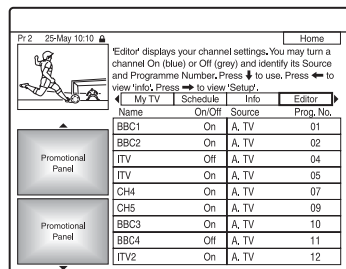 Pr 2 25-May 10:10 Home
'Editor' displays your channel settings. You may turn a
channel On (blue) or Off (grey) and identify its Source
and Programme Number. Press ↓ to use. Press ← to
view 'info'. Press → to view 'Setup'.
My TV Schedule Info Editor
Name On/Off Source Prog. No.
BBC1 On A, TV 01
BBC2 On A, TV 02
ITV Off A, TV 04
ITV On A, TV 05
CH4 On A, TV 07
CH5 On A, TV 09
BBC3 On A, TV 10
BBC4 Off A, TV 11
ITV2 On A, TV 12
Promotional
Panel
Promotional
Panel